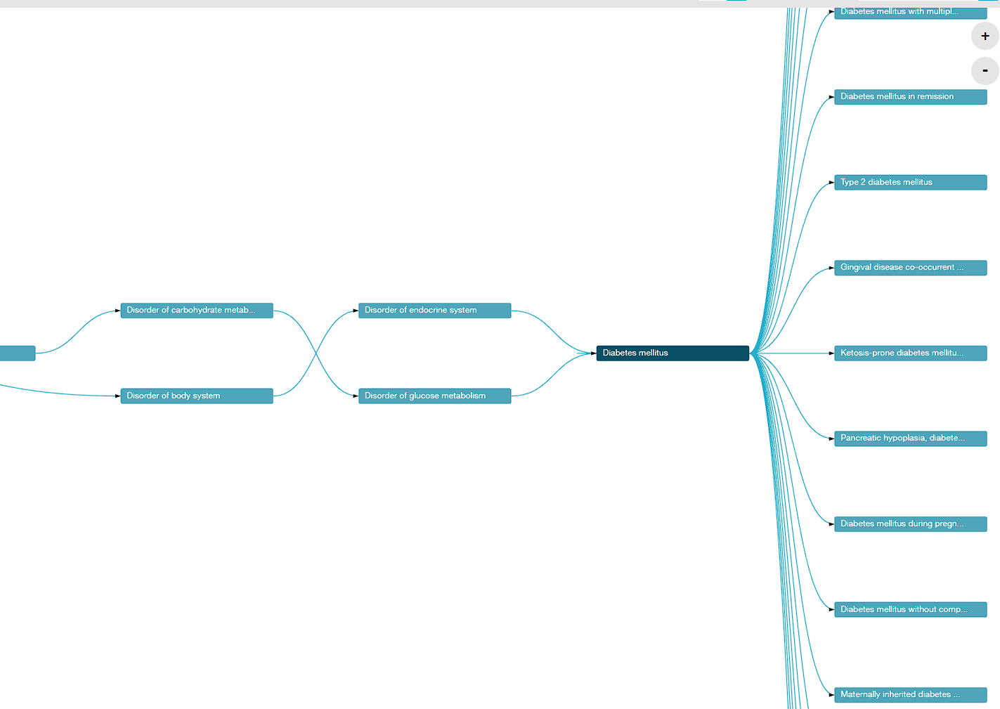 Diabetes mellitus with multipl...
+
-
Diabetes mellitus in remission
Type 2 diabetes mellitus
Gingival disease co-occurrent ...
Disorder of carbohydrate metab...
Disorder of endocrine system
Diabetes mellitus
Ketosis-prone diabetes mellitu...
Disorder of body system
Disorder of glucose metabolism
Pancreatic hypoplasia, diabete...
Diabetes mellitus during pregn...
Diabetes mellitus without comp...
Maternally inherited diabetes ...